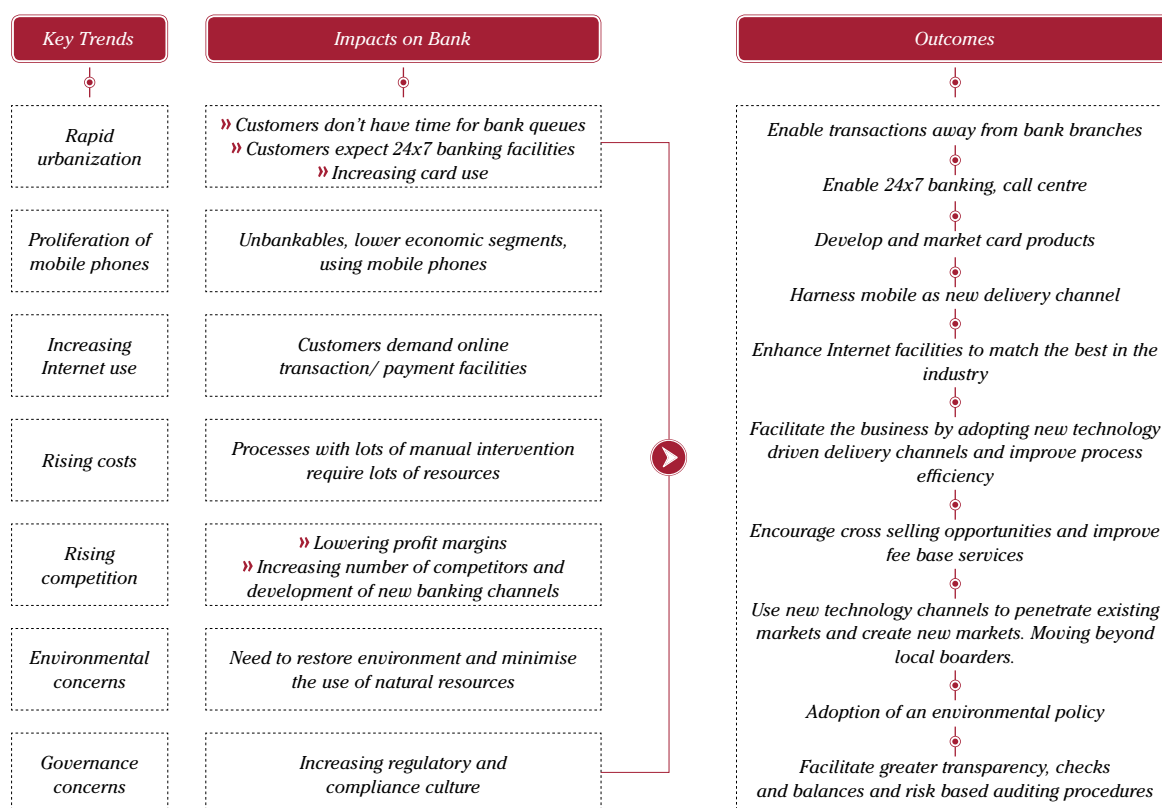 Key Trends
Impacts on Bank
Outcomes
Rapid
urbanization
» Customers don't have time for bank queues
» Customers expect 24x7 banking facilities
» Increasing card use
Proliferation of
mobile phones
Unbankables, lower economic segments,
using mobile phones
Increasing
Internet use
Customers demand online
transaction/ payment facilities
Rising costs
Processes with lots of manual intervention
require lots of resources
Rising
competition
» Lowering profit margins
» Increasing number of competitors and
development of new banking channels
Environmental
concerns
Need to restore environment and minimise
the use of natural resources
Governance
concerns
Increasing regulatory and
compliance culture
Enable transactions away from bank branches
Enable 24x7 banking, call centre
Develop and market card products
Harness mobile as new delivery channel
Enhance Internet facilities to match the best in the
industry
Facilitate the business by adopting new technology
driven delivery channels and improve process
efficiency
Encourage cross selling opportunities and improve
fee base services
Use new technology channels to penetrate existing
markets and create new markets. Moving beyond
local boarders.
Adoption of an environmental policy
Facilitate greater transparency, checks
and balances and risk based auditing procedures